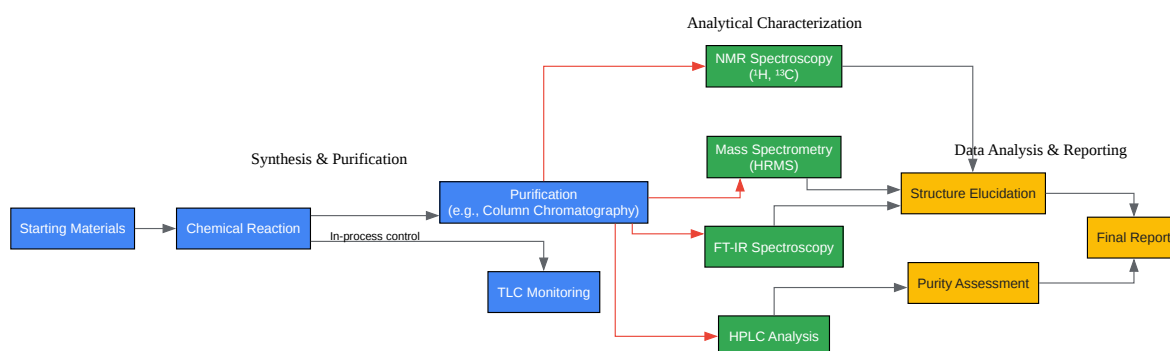 Analytical Characterization
NMR Spectroscopy
(¹H, ¹³C)
Synthesis & Purification
Mass Spectrometry
(HRMS)
Data Analysis & Reporting
Purification
(e.g., Column Chromatography)
Structure Elucidation
Starting Materials
Chemical Reaction
In-process control
FT-IR Spectroscopy
Final Report
TLC Monitoring
Purity Assessment
HPLC Analysis